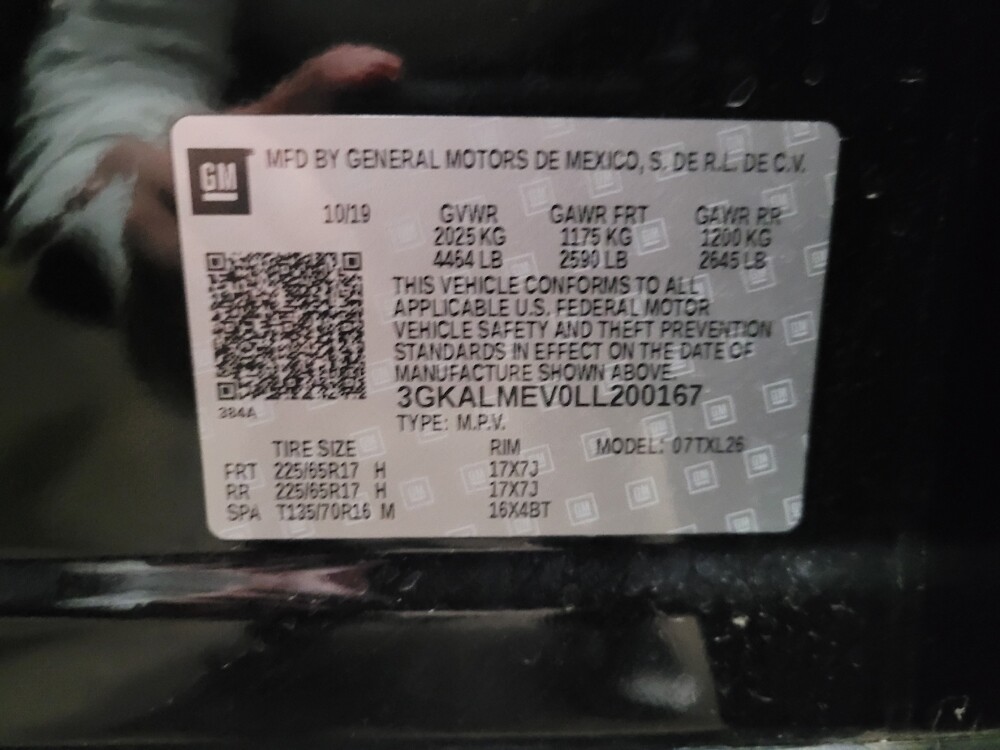 GM MFD BY GENERAL MOTORS DE MEXICO, S. DE R.L. DE C.V.
10/19 GVWR GAWR FRT GAWR RR
2025 KG 1175 KG 1200 KG
4464 LB 2590 LB 2645 LB
THIS VEHICLE CONFORMS TO ALL
APPLICABLE U.S. FEDERAL MOTOR
VEHICLE SAFETY AND THEFT PREVENTION
STANDARDS IN EFFECT ON THE DATE OF
MANUFACTURE SHOWN ABOVE.
3GKALMEV0LL200167
384A
TYPE: M.P.V.
TIRE SIZE RIM MODEL: 07TXL26
FRT 225/65R17 H 17X7J
RR 225/65R17 H 17X7J
SPA T135/70R16 M 16X4BT